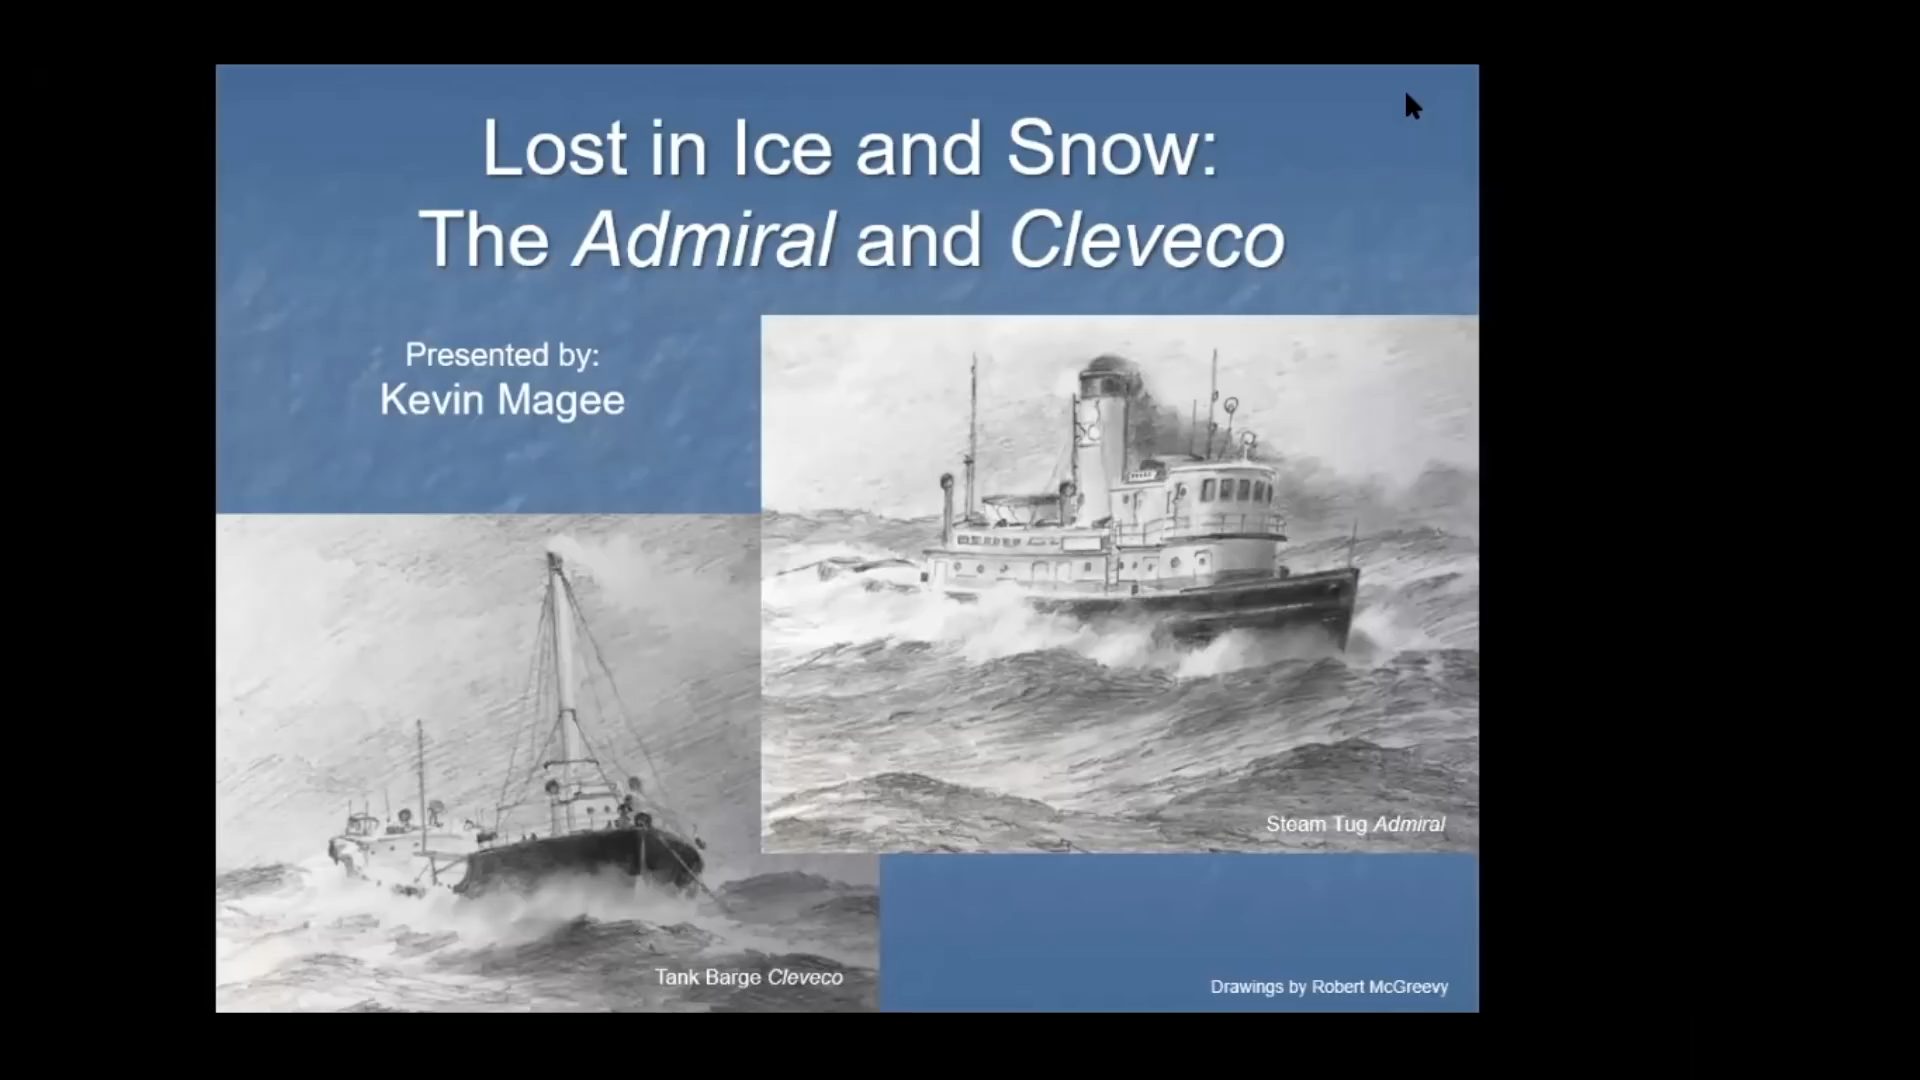 Lost in Ice and Snow:
The Admiral and Cleveco
Presented by:
Kevin Magee
Steam Tug Admiral
Tank Barge Cleveco
Drawings by Robert McGreevy